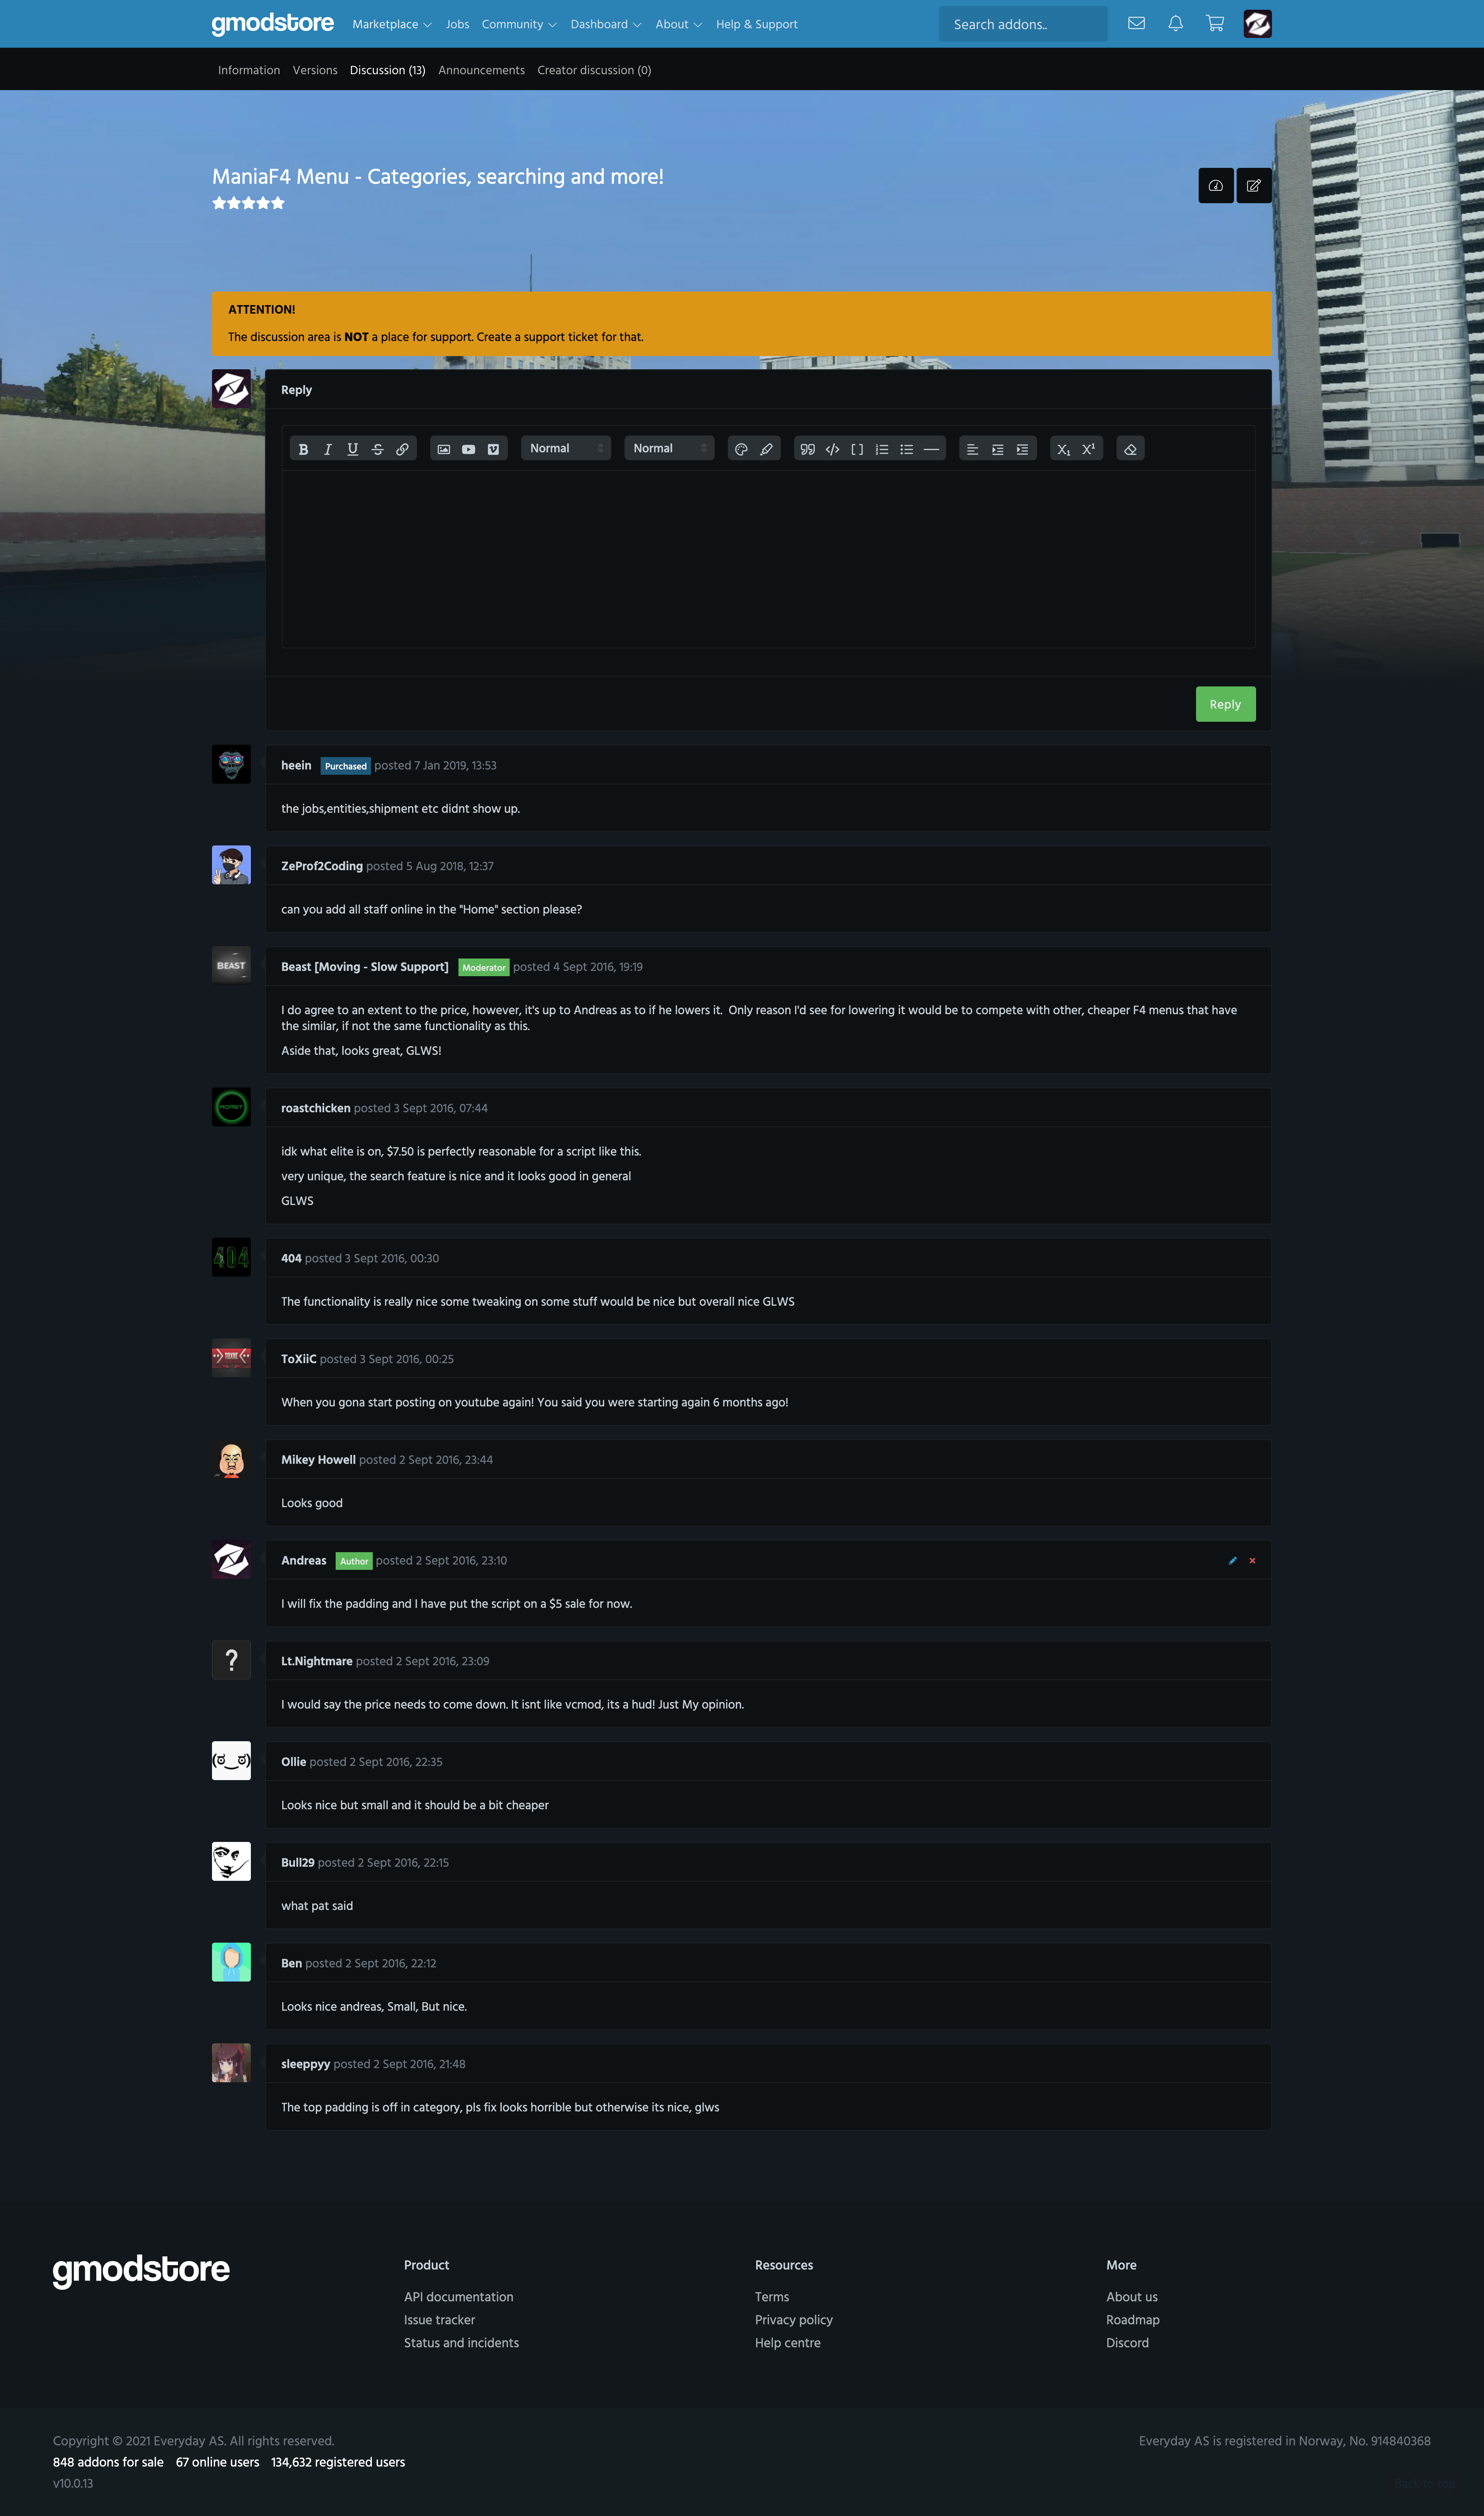 gmodstore Marketplace Jobs Community Dashboard About Help & Support Search addons..
Information Versions Discussion (13) Announcements Creator discussion (0)
ManiaF4 Menu - Categories, searching and more!
ATTENTION!
The discussion area is NOT a place for support. Create a support ticket for that.
Reply
Normal Normal
Reply
heein Purchased posted 7 Jan 2019, 13:53
the jobs,entities,shipment etc didnt show up.
ZeProf2Coding posted 5 Aug 2018, 12:37
can you add all staff online in the "Home" section please?
BEAST
Beast [Moving - Slow Support] Moderator posted 4 Sept 2016, 19:19
I do agree to an extent to the price, however, it's up to Andreas as to if he lowers it.  Only reason I'd see for lowering it would be to compete with other, cheaper F4 menus that have
the similar, if not the same functionality as this.
Aside that, looks great, GLWS!
roastchicken posted 3 Sept 2016, 07:44
idk what elite is on, $7.50 is perfectly reasonable for a script like this.
very unique, the search feature is nice and it looks good in general
GLWS
404
404 posted 3 Sept 2016, 00:30
The functionality is really nice some tweaking on some stuff would be nice but overall nice GLWS
ToXiiC posted 3 Sept 2016, 00:25
When you gona start posting on youtube again! You said you were starting again 6 months ago!
Mikey Howell posted 2 Sept 2016, 23:44
Looks good
Andreas Author posted 2 Sept 2016, 23:10
I will fix the padding and I have put the script on a $5 sale for now.
?
Lt.Nightmare posted 2 Sept 2016, 23:09
I would say the price needs to come down. It isnt like vcmod, its a hud! Just My opinion.
Ollie posted 2 Sept 2016, 22:35
Looks nice but small and it should be a bit cheaper
Bull29 posted 2 Sept 2016, 22:15
what pat said
Ben posted 2 Sept 2016, 22:12
Looks nice andreas, Small, But nice.
sleeppyy posted 2 Sept 2016, 21:48
The top padding is off in category, pls fix looks horrible but otherwise its nice, glws
gmodstore
Product
API documentation
Issue tracker
Status and incidents
Resources
Terms
Privacy policy
Help centre
More
About us
Roadmap
Discord
Copyright © 2021 Everyday AS. All rights reserved.
Everyday AS is registered in Norway, No. 914840368
848 addons for sale 67 online users 134,632 registered users
v10.0.13
Back to top